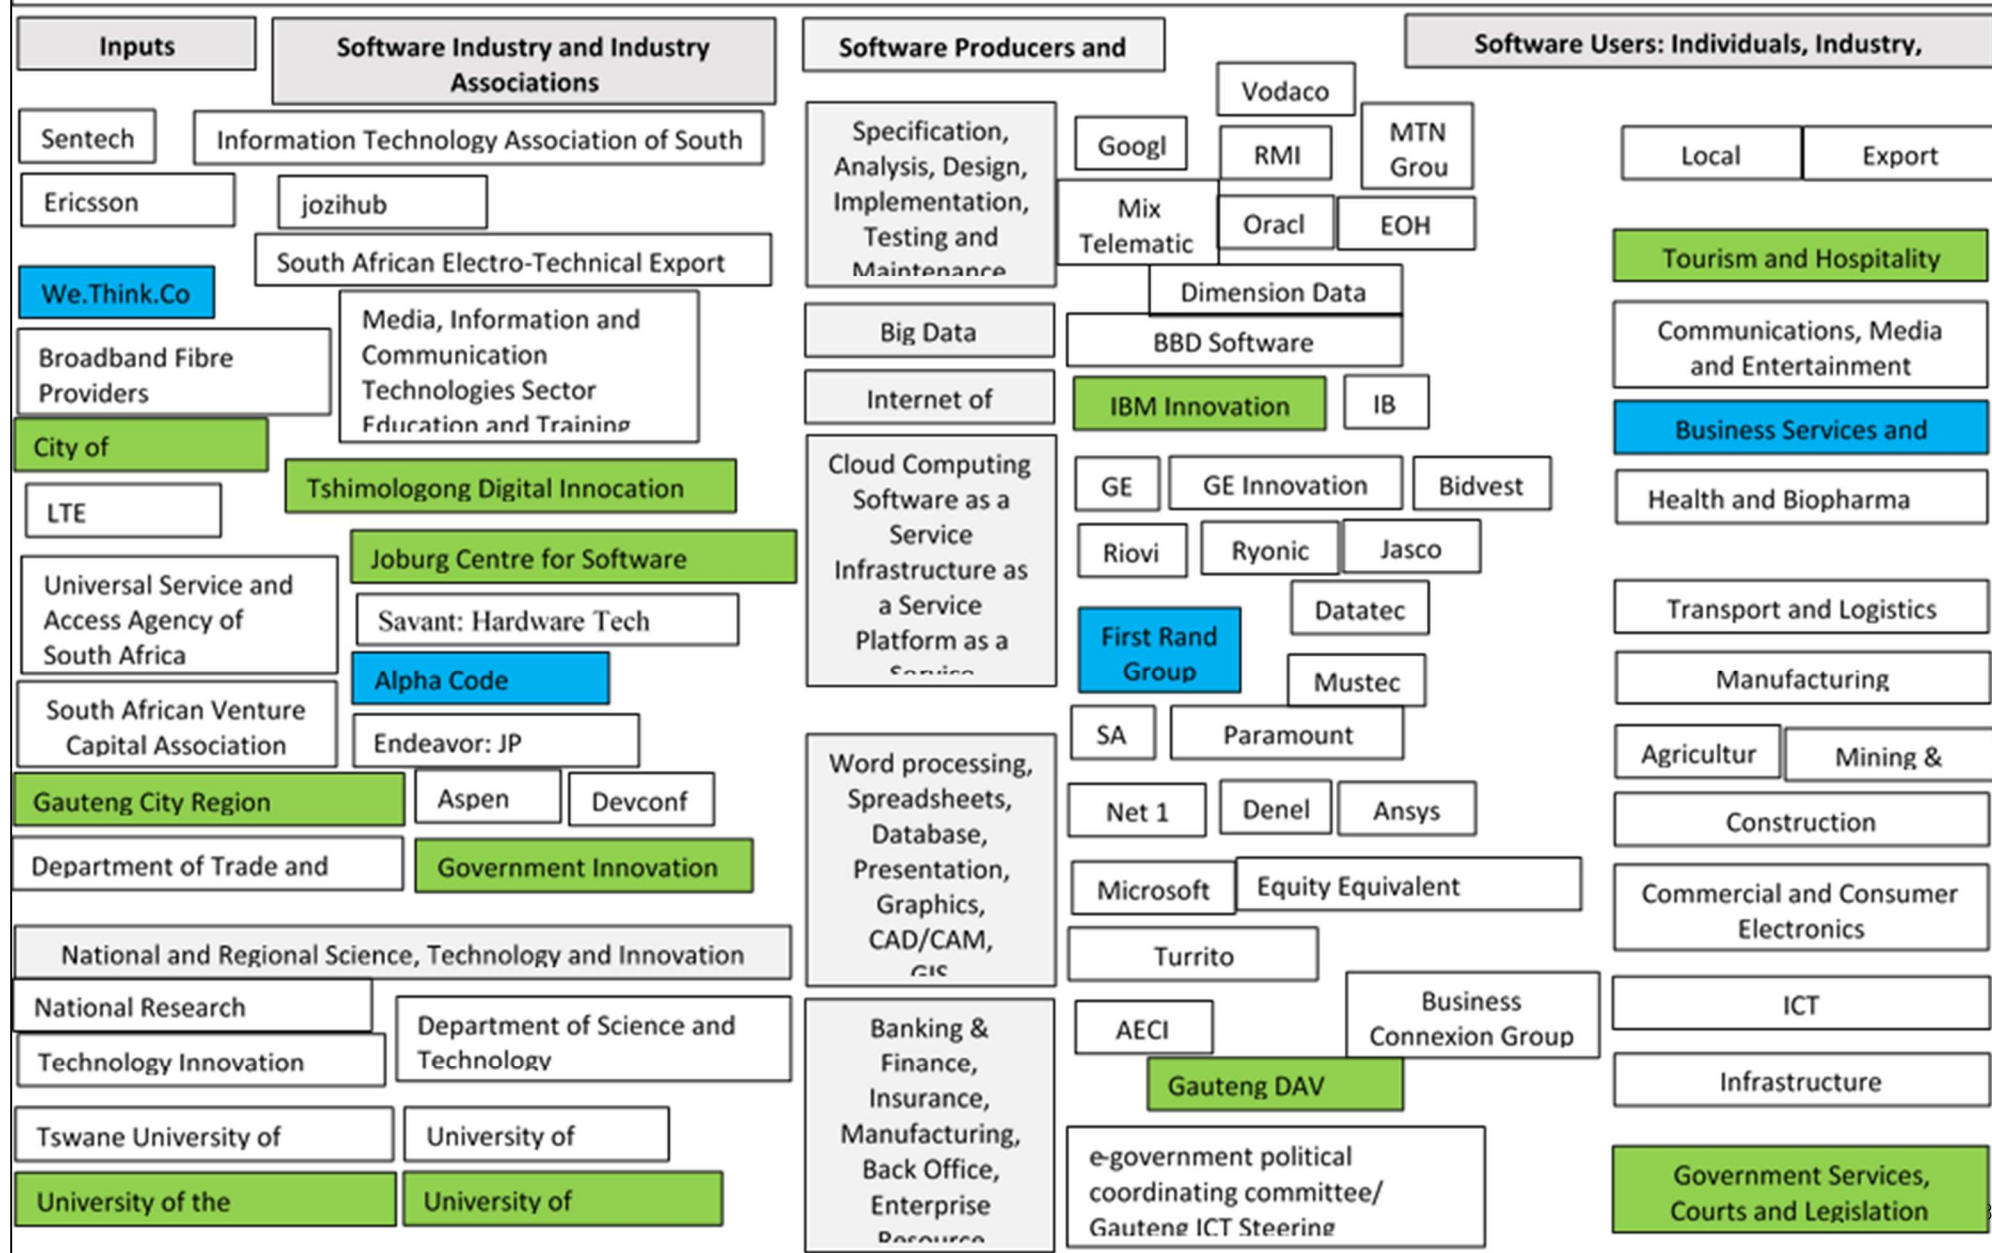 Inputs
Software Industry and Industry
Associations
Sentech
Information Technology Association of South
Ericsson
jozihub
South African Electro-Technical Export
We.Think.Co
Media, Information and
Communication
Technologies Sector
Education and Training
Broadband Fibre
Providers
City of
Tshimologong Digital Innocation
LTE
Joburg Centre for Software
Universal Service and
Access Agency of
South Africa
Savant: Hardware Tech
Alpha Code
South African Venture
Capital Association
Endeavor: JP
Gauteng City Region
Aspen
Devconf
Department of Trade and
Government Innovation
National and Regional Science, Technology and Innovation
National Research
Department of Science and
Technology
Technology Innovation
Tswane University of
University of
University of the
University of
Software Producers and
Specification,
Analysis, Design,
Implementation,
Testing and
Maintenance
Big Data
Internet of
Cloud Computing
Software as a
Service
Infrastructure as
a Service
Platform as a
Service
Word processing,
Spreadsheets,
Database,
Presentation,
Graphics,
CAD/CAM,
GIS
Banking &
Finance,
Insurance,
Manufacturing,
Back Office,
Enterprise
Resource
Vodaco
Googl
RMI
MTN
Grou
Mix
Telematic
Oracl
EOH
Dimension Data
BBD Software
IBM Innovation
IB
GE
GE Innovation
Bidvest
Riovi
Ryonic
Jasco
First Rand
Group
Datatec
Mustec
SA
Paramount
Net 1
Denel
Ansys
Microsoft
Equity Equivalent
Turrito
AECI
Business
Connexion Group
Gauteng DAV
e-government political
coordinating committee/
Gauteng ICT Steering
Software Users: Individuals, Industry,
Local
Export
Tourism and Hospitality
Communications, Media
and Entertainment
Business Services and
Health and Biopharma
Transport and Logistics
Manufacturing
Agricultur
Mining &
Construction
Commercial and Consumer
Electronics
ICT
Infrastructure
Government Services,
Courts and Legislation